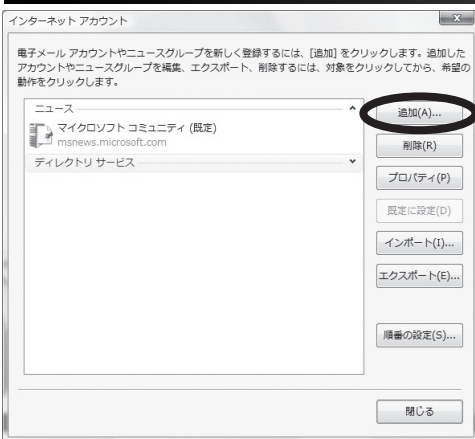 インターネット アカウント
電子メール アカウントやニュースグループを新しく登録するには、[追加] をクリックします。追加した
アカウントやニュースグループを編集、エクスポート、削除するには、対象をクリックしてから、希望の
動作をクリックします。
ニュース
マイクロソフト コミュニティ (既定)
msnews.microsoft.com
ディレクトリ サービス
追加(A)...
削除(R)
プロパティ(P)
既定に設定(D)
インポート(I)...
エクスポート(E)...
順番の設定(S)...
閉じる